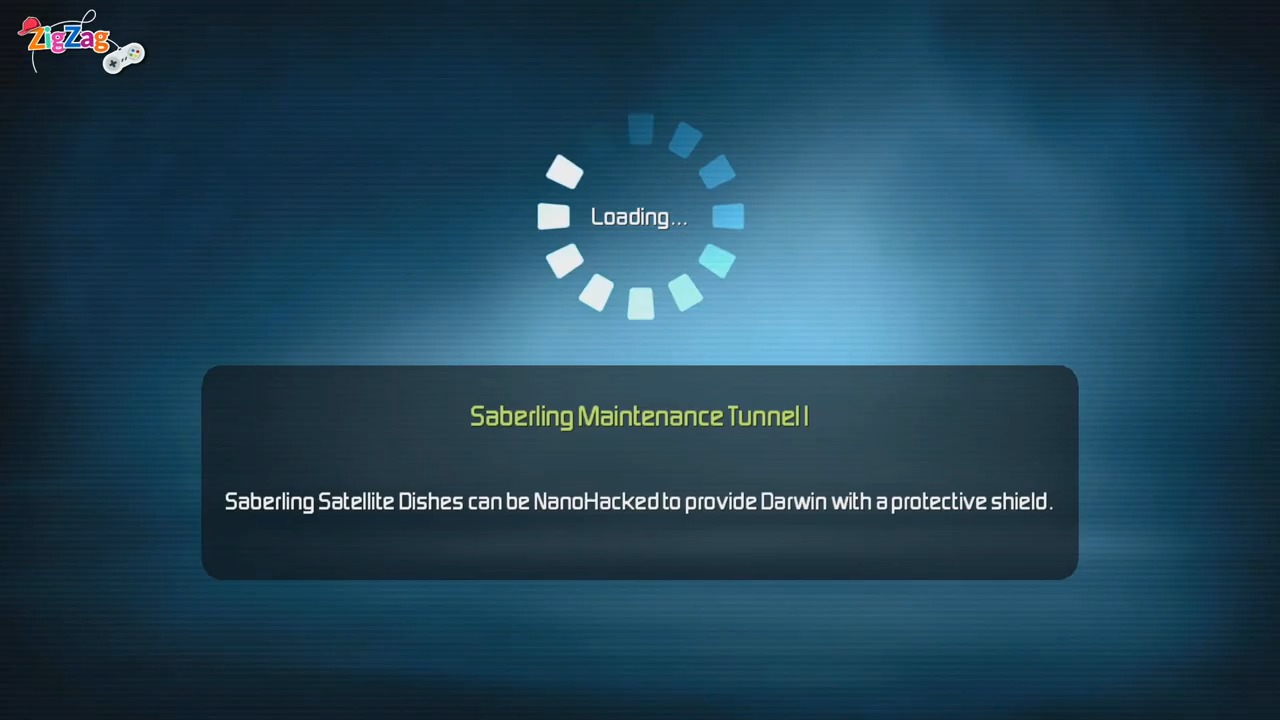 ZigZag
Loading...
Saberling Maintenance Tunnel I
Saberling Satellite Dishes can be NanoHacked to provide Darwin with a protective shield.